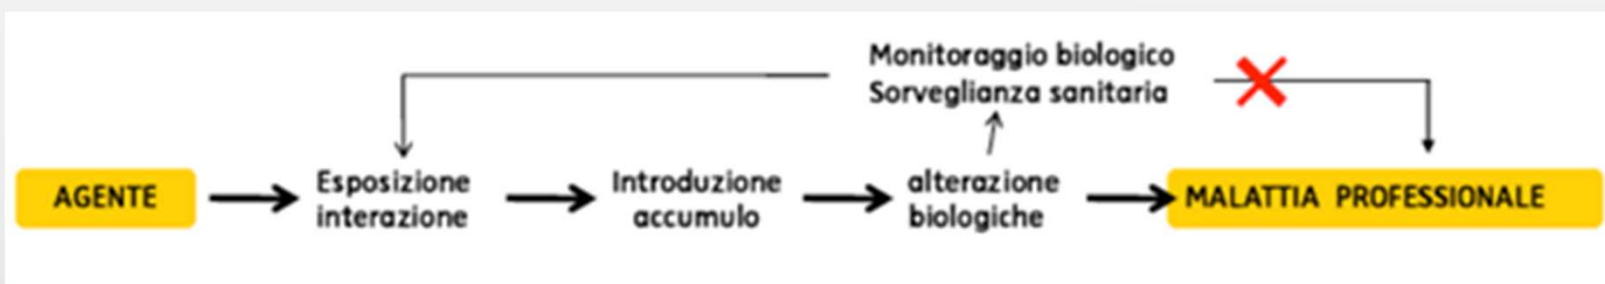 Monitoraggio biologico
Sorveglianza sanitaria
AGENTE
Esposizione
interazione
Introduzione
accumulo
alterazione
biologiche
MALATTIA PROFESSIONALE